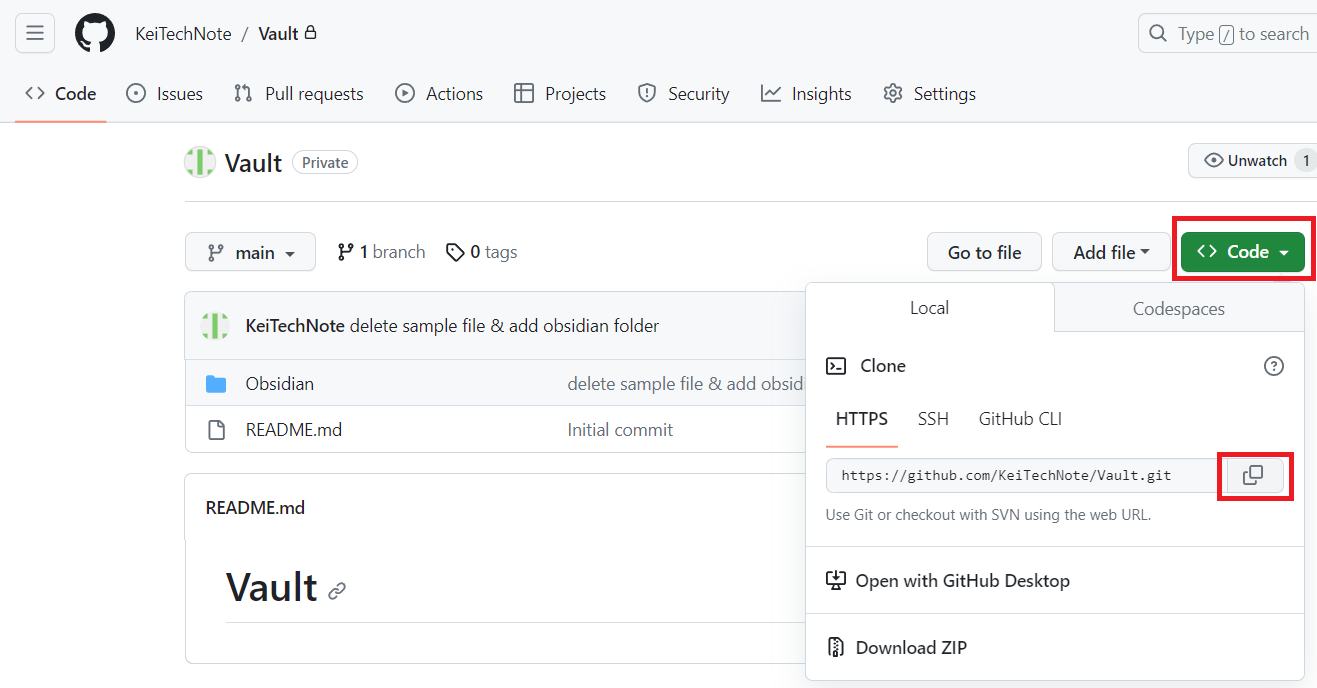 KeiTechNote / Vault
Type / to search
Code Issues Pull requests Actions Projects Security Insights Settings
Vault Private
Unwatch 1
main 1 branch 0 tags Go to file Add file Code
KeiTechNote delete sample file & add obsidian folder
Obsidian delete sample file & add obsid
README.md Initial commit
README.md
Vault
Local Codespaces
Clone
HTTPS SSH GitHub CLI
https://github.com/KeiTechNote/Vault.git
Use Git or checkout with SVN using the web URL.
Open with GitHub Desktop
Download ZIP